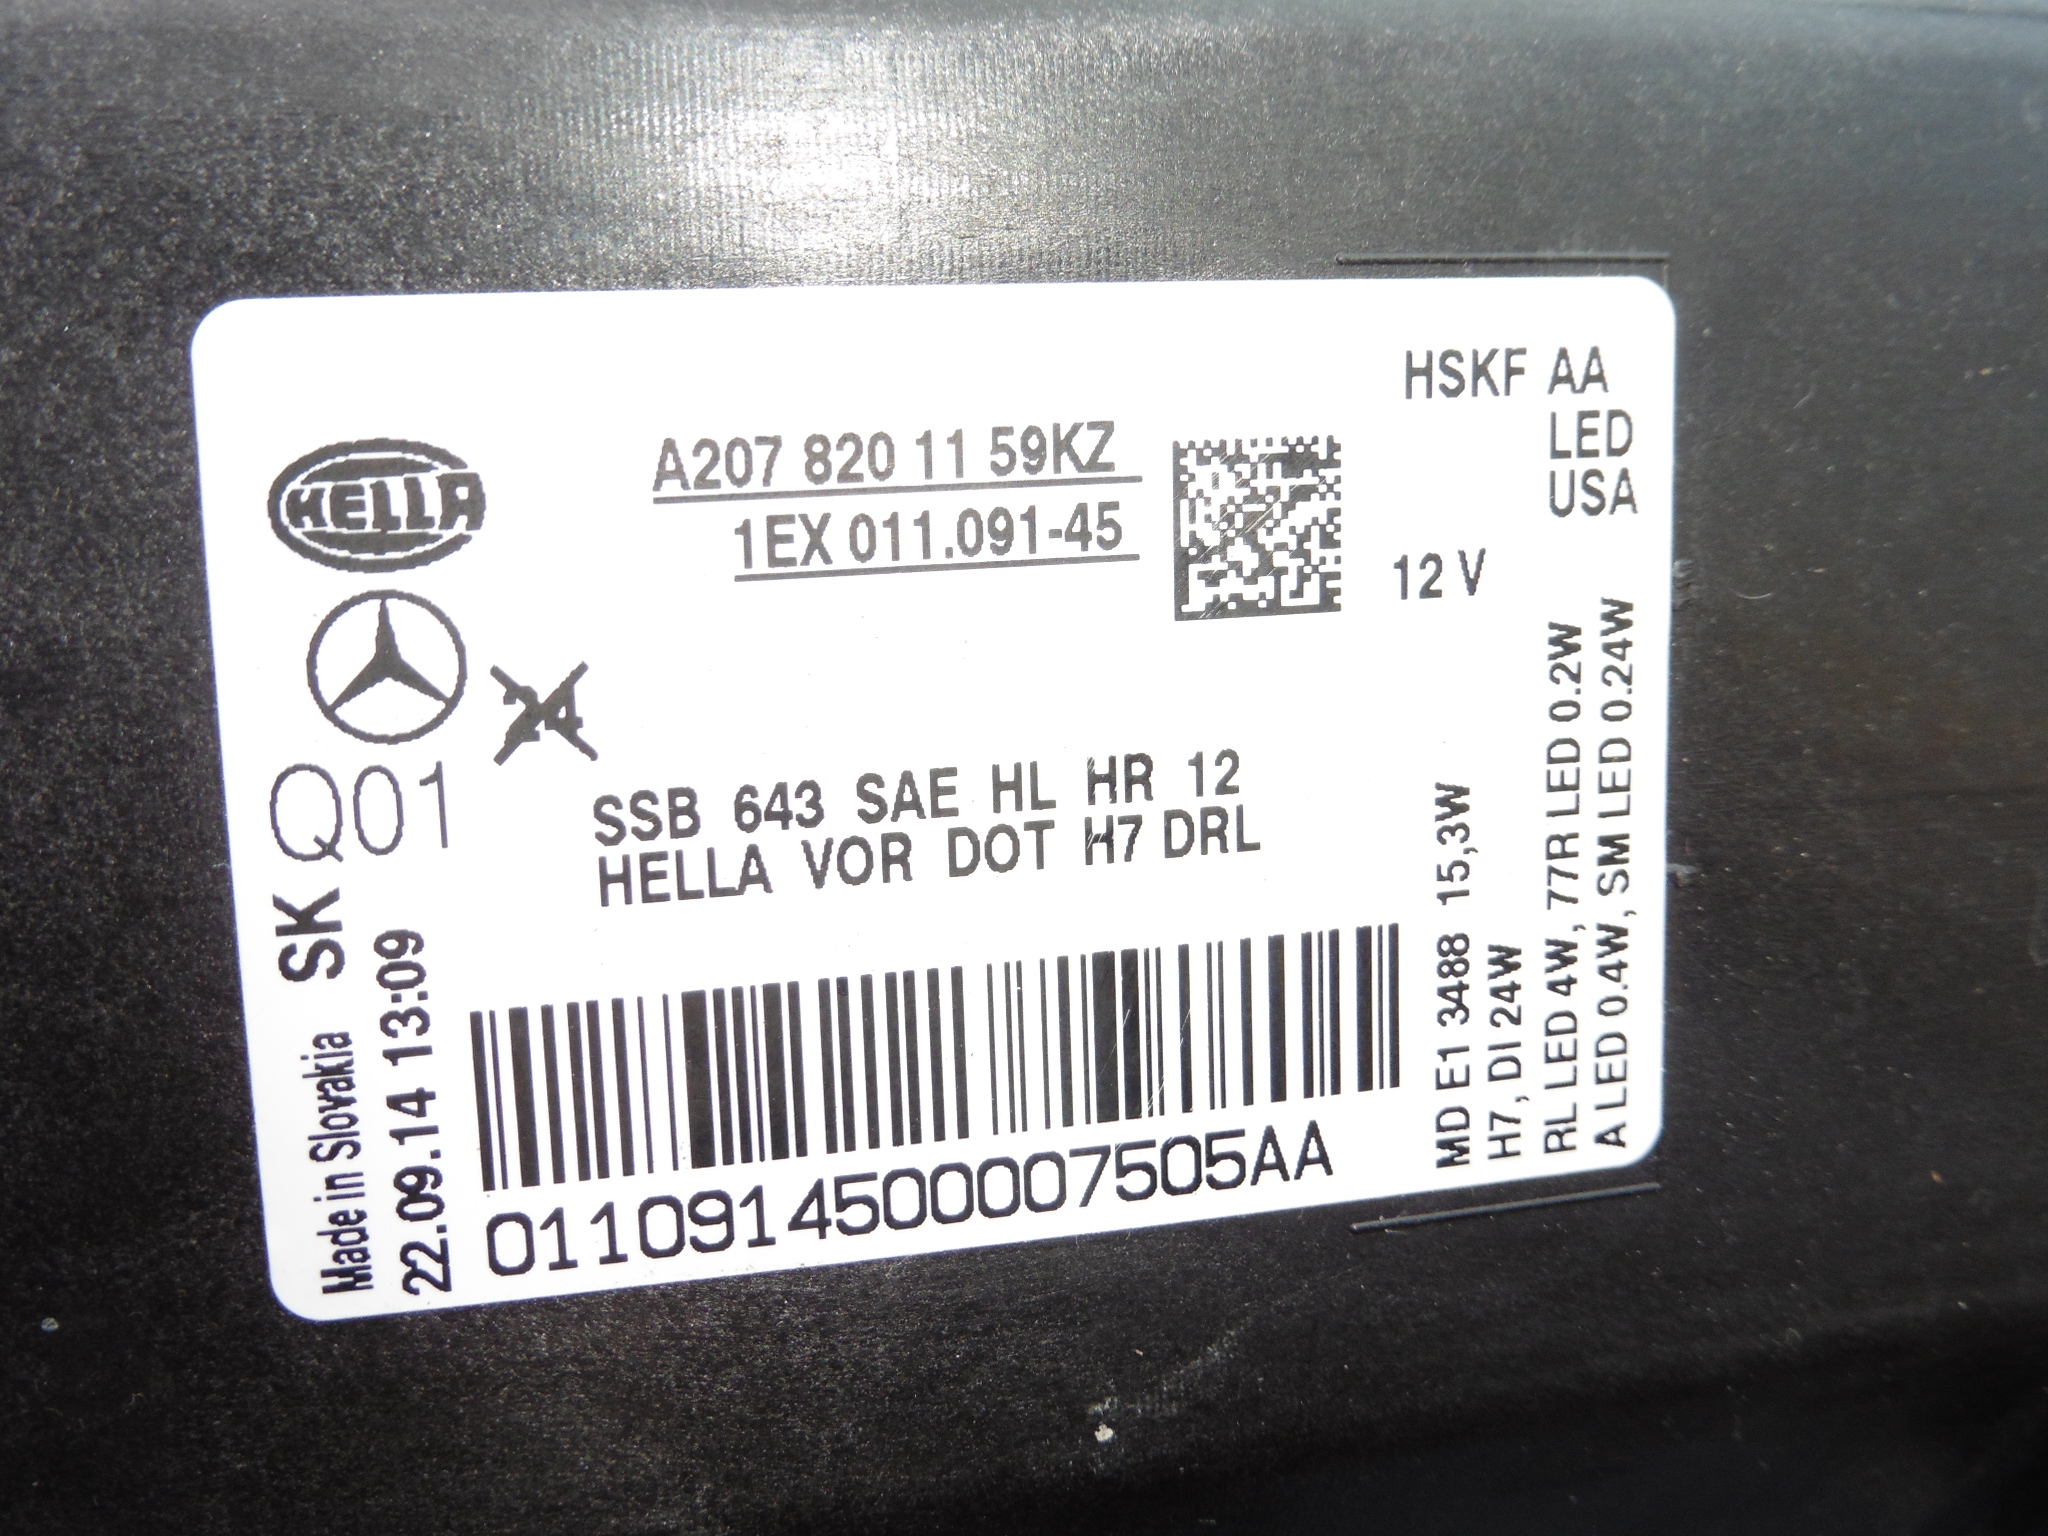 HSKF AA
LED
USA
A207 820 11 59KZ
1EX 011.091-45
12 V
HELLA
24
Q01
SSB 643 SAE HL HR 12
HELLA VOR DOT H7 DRL
SK
Made in Slovakia
22.09.14 13:09
0110914500007505AA
MD E1 3488 15,3W
H7, DI 24W
RL LED 4W, 77R LED 0.2W
A LED 0.4W, SM LED 0.24W